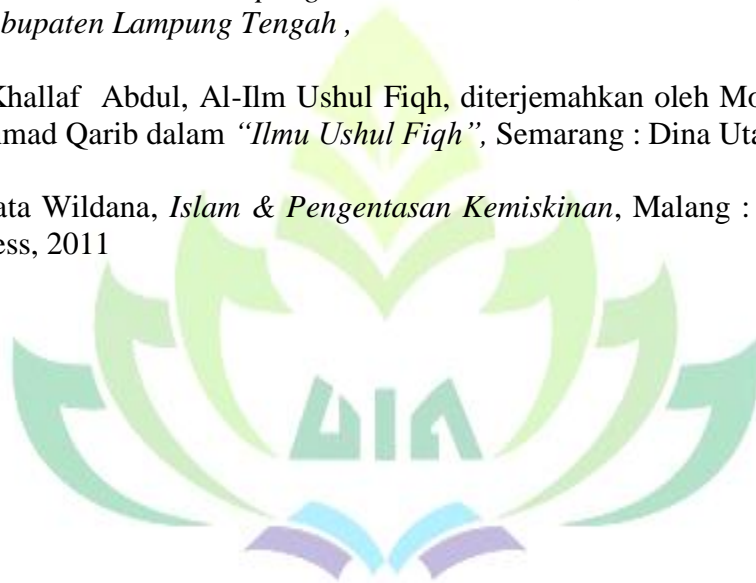 bupaten Lampung Tengah ,
Khallaf Abdul, Al-Ilm Ushul Fiqh, diterjemahkan oleh Mo
mad Qarib dalam “Ilmu Ushul Fiqh”, Semarang : Dina Uta
ata Wildana, Islam & Pengentasan Kemiskinan, Malang :
ess, 2011
UIN